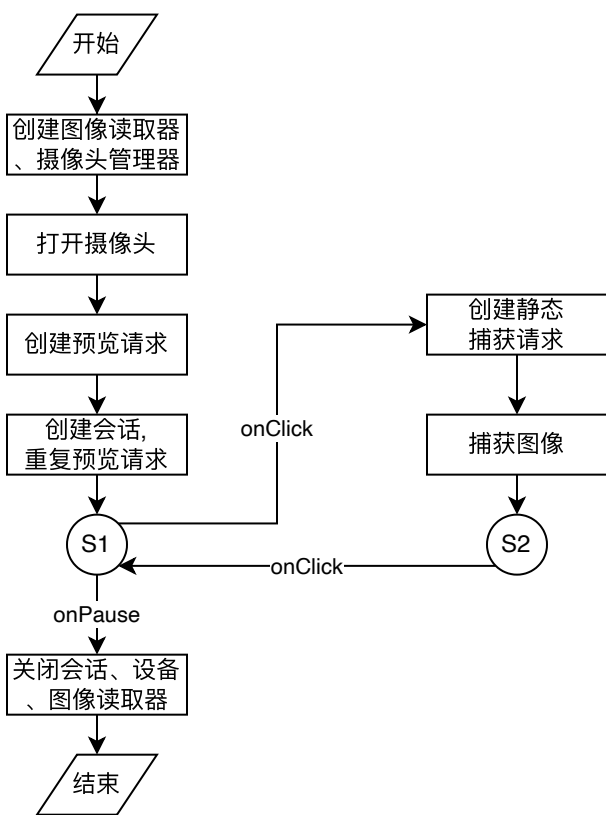 开始
创建图像读取器
、摄像头管理器
打开摄像头
创建预览请求
创建会话,
重复预览请求
S1
onClick
创建静态
捕获请求
捕获图像
S2
onClick
onPause
关闭会话、设备
、图像读取器
结束